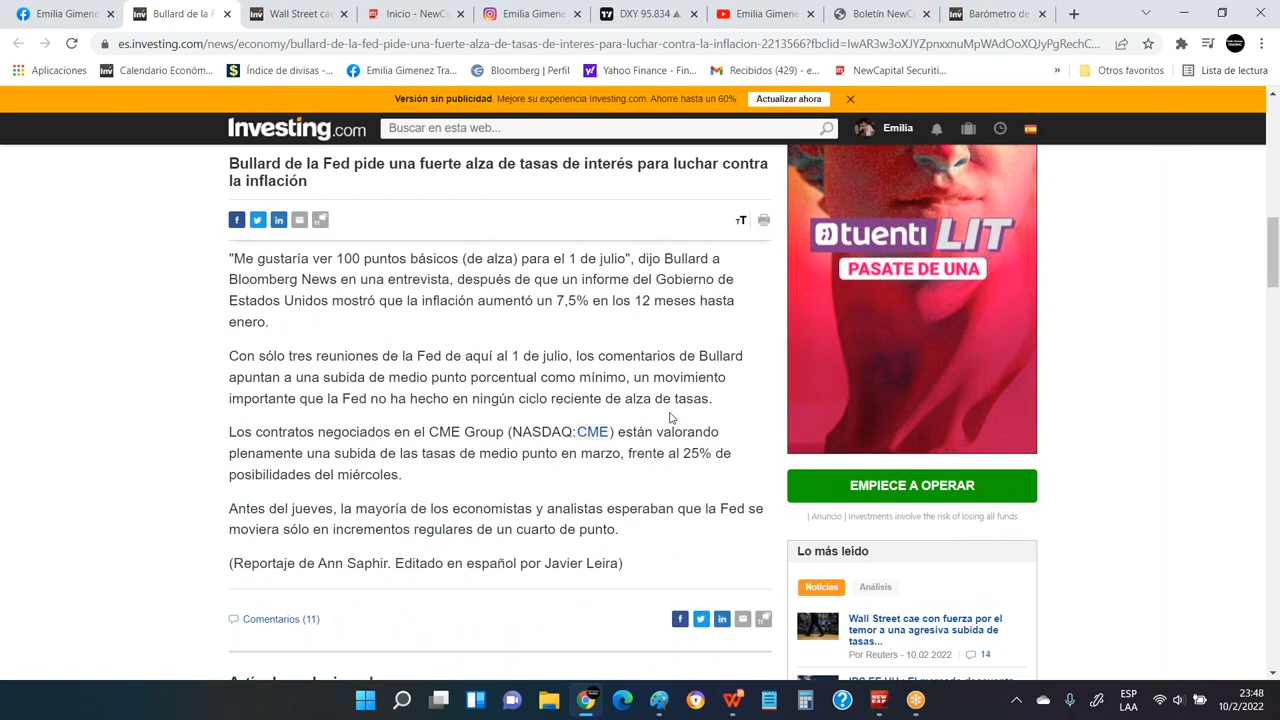 Bullard de la F
Wall Street cae
Inicio - NewCa
Emilia Gimene
DXY 95.834
Emilia Gimene
Boletín NewCa
Barómetro de
es.investing.com/news/economy/bullard-de-la-fed-pide-una-fuerte-alza-de-tasas-de-interes-para-luchar-contra-la-inflacion-2213566?fbclid=IwAR3w3oXJYZpnxxnrMeWAdOoXQJyPgRechC...
Aplicaciones
Calendario Económ...
Índice de divisas -...
Emilia Gimenez Tra...
Bloomberg | Perfil
Yahoo Finance - Fin...
Recibidos (429) - e...
NewCapital Securiti...
»
Otros favoritos
Lista de lectura
Versión sin publicidad. Mejore su experiencia Investing.com. Ahorre hasta un 60%
Actualizar ahora
Investing.com
Buscar en esta web...
Emilia
Bullard de la Fed pide una fuerte alza de tasas de interés para luchar contra
la inflación
"Me gustaría ver 100 puntos básicos (de alza) para el 1 de julio", dijo Bullard a
Bloomberg News en una entrevista, después de que un informe del Gobierno de
Estados Unidos mostró que la inflación aumentó un 7,5% en los 12 meses hasta
enero.
Con sólo tres reuniones de la Fed de aquí al 1 de julio, los comentarios de Bullard
apuntan a una subida de medio punto porcentual como mínimo, un movimiento
importante que la Fed no ha hecho en ningún ciclo reciente de alza de tasas.
Los contratos negociados en el CME Group (NASDAQ:CME) están valorando
plenamente una subida de las tasas de medio punto en marzo, frente al 25% de
posibilidades del miércoles.
Antes del jueves, la mayoría de los economistas y analistas esperaban que la Fed se
moviera sólo en incrementos regulares de un cuarto de punto.
(Reportaje de Ann Saphir. Editado en español por Javier Leira)
Comentarios (11)
tuenti LIT
PASATE DE UNA
EMPIECE A OPERAR
| Anuncio | Investments involve the risk of losing all funds
Lo más leído
Noticias
Análisis
Wall Street cae con fuerza por el
temor a una agresiva subida de
tasas...
Por Reuters - 10.02.2022
14
ESP
LAA
23:48
10/2/2022